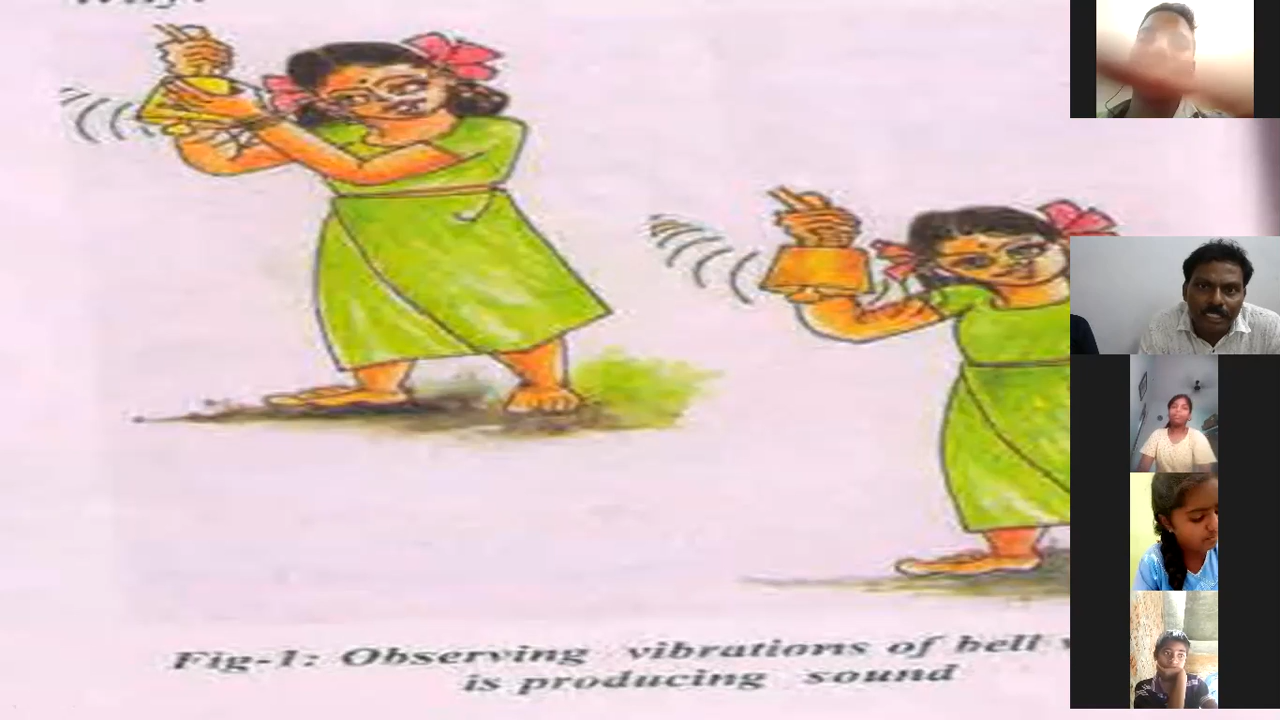 Fig-1: Observing vibrations of bell
is producing sound